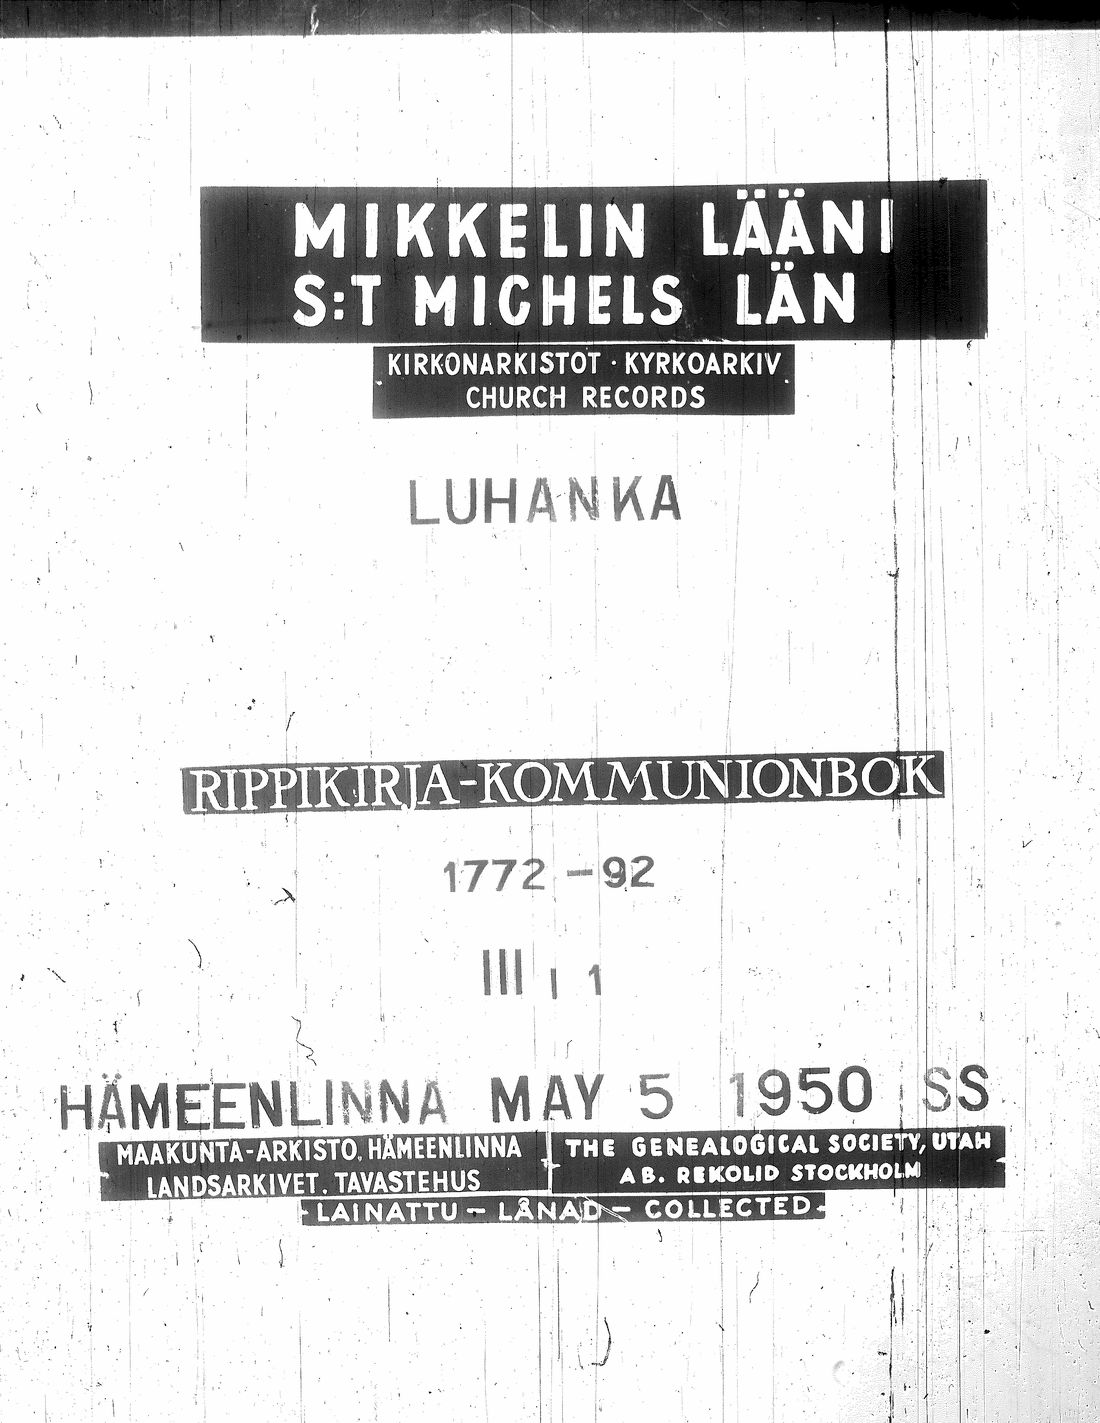 MIKKELIN LÄÄNI
S:T MICHELS LÄN
KIRKONARKISTOT · KYRKOARKIV
CHURCH RECORDS
LUHANKA
RIPPIKIRJA-KOMMUNIONBOK
1772 - 92
III I 1
HÄMEENLINNA MAY 5 1950 SS
MAAKUNTA-ARKISTO, HÄMEENLINNA
LANDSARKIVET, TAVASTEHUS
THE GENEALOGICAL SOCIETY, UTAH
AB. REKOLID STOCKHOLM
LAINATTU - LÅNAD - COLLECTED